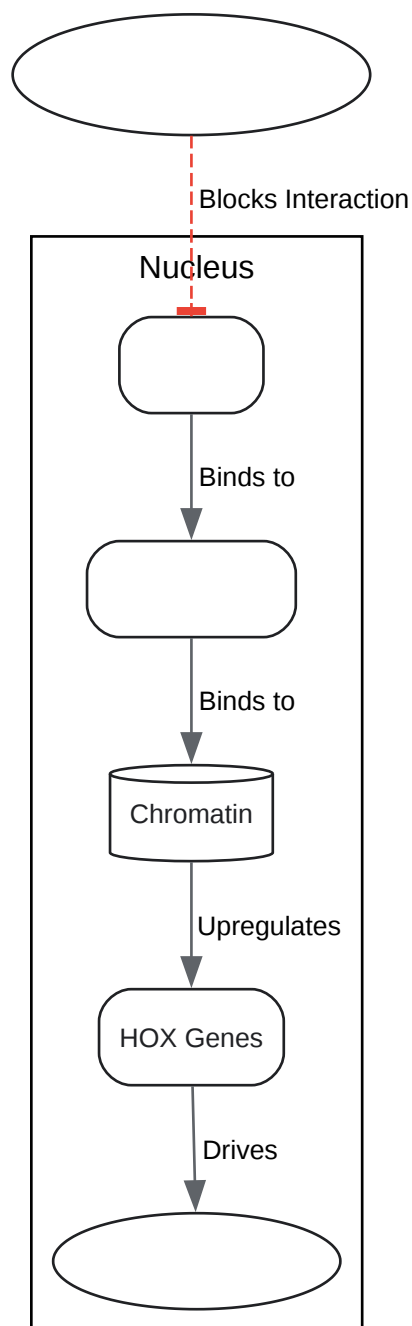 Blocks Interaction
Nucleus
Binds to
Binds to
Chromatin
Upregulates
HOX Genes
Drives